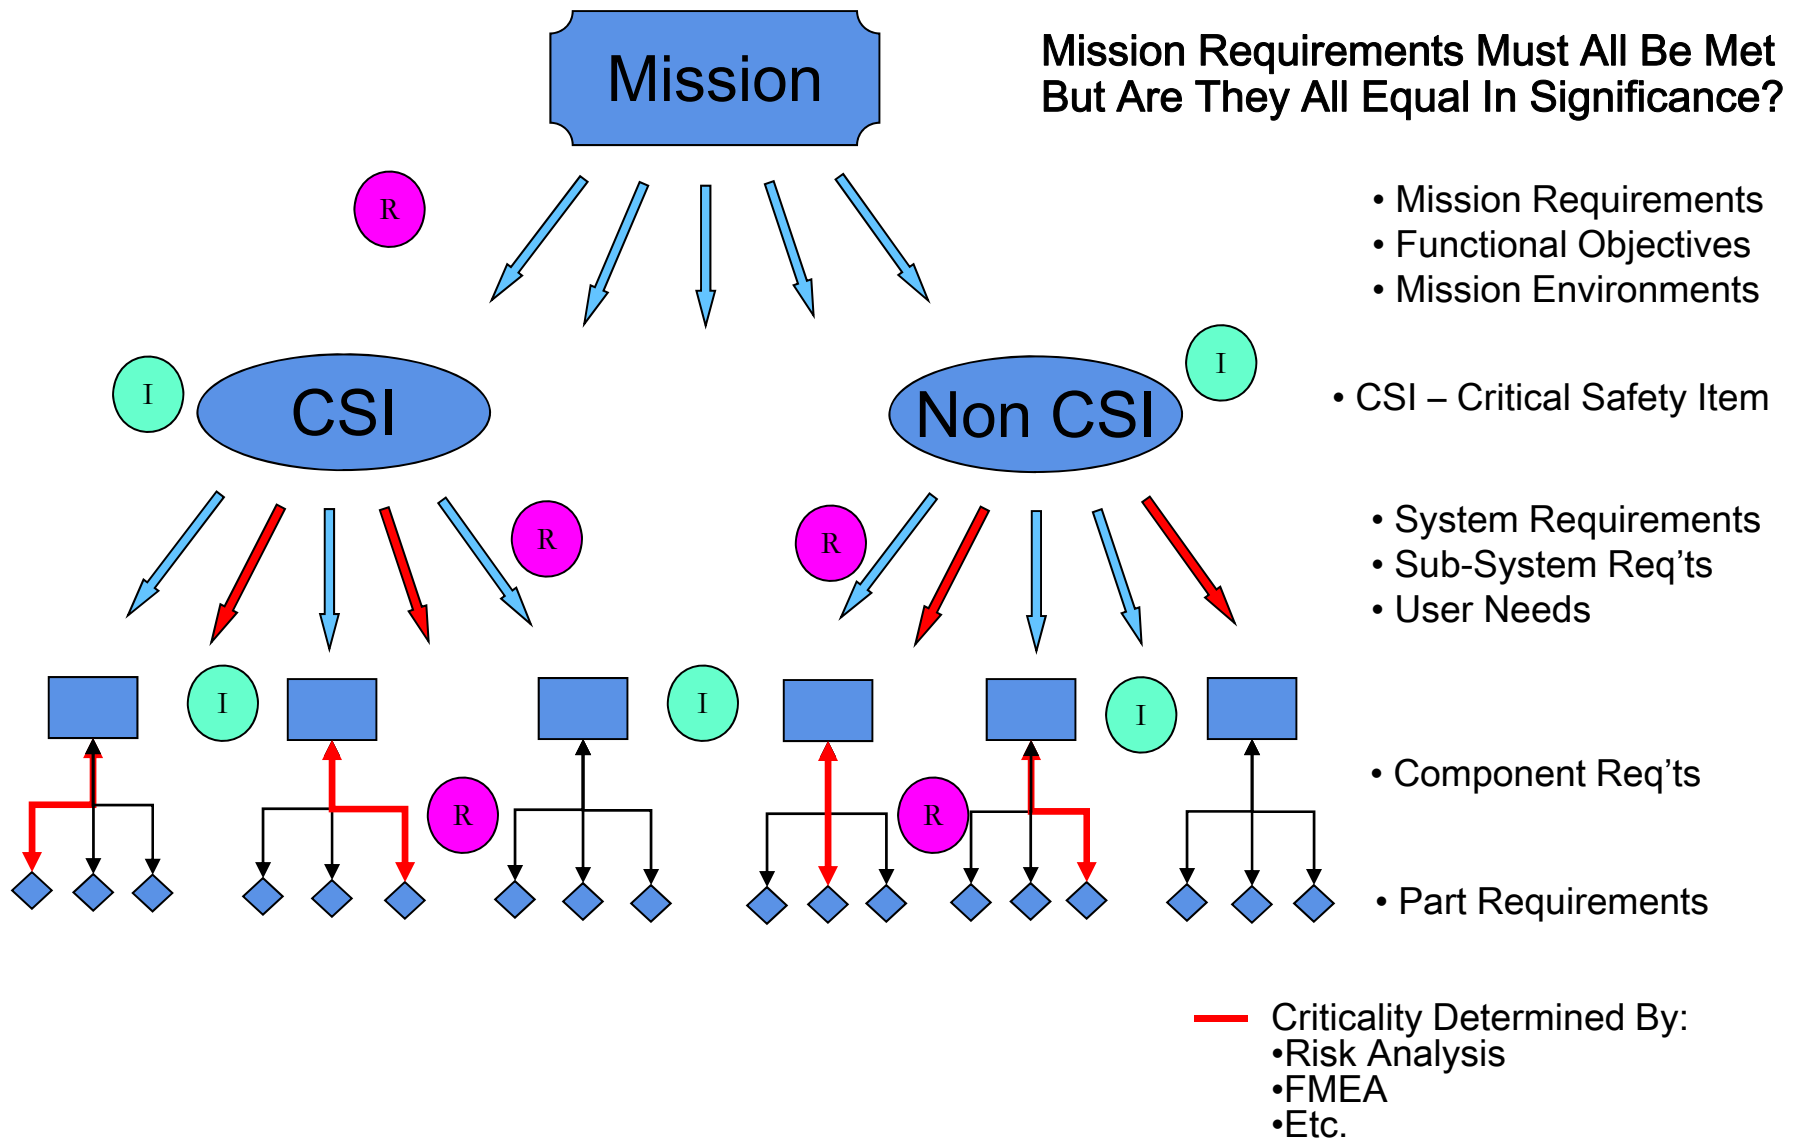 Mission
Mission Requirements Must All Be Met
But Are They All Equal In Significance?
R
• Mission Requirements
• Functional Objectives
• Mission Environments
I
CSI
Non CSI
I
• CSI – Critical Safety Item
R
R
• System Requirements
• Sub-System Req’ts
• User Needs
I
I
I
R
R
• Component Req’ts
• Part Requirements
Criticality Determined By:
•Risk Analysis
•FMEA
•Etc.